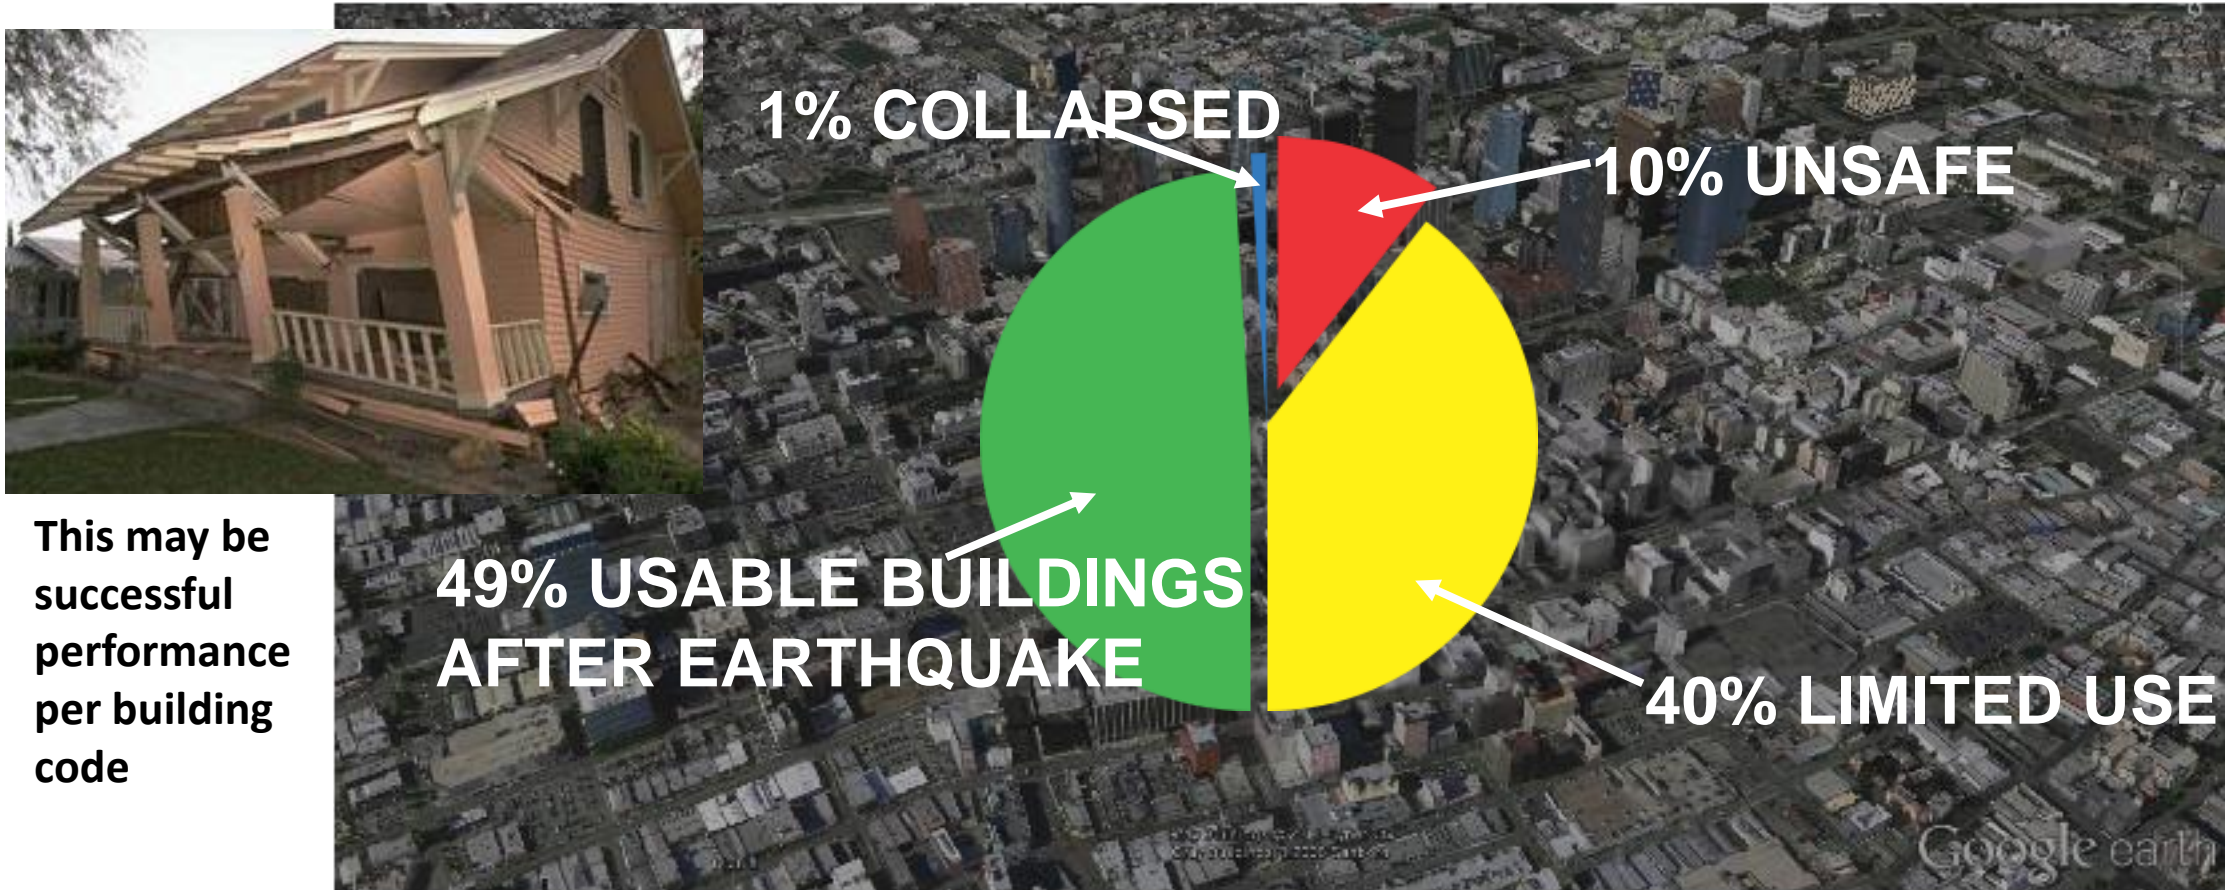 1% COLLAPSED
10% UNSAFE
49% USABLE BUILDINGS
AFTER EARTHQUAKE
40% LIMITED USE
This may be
successful
performance
per building
code
Google earth